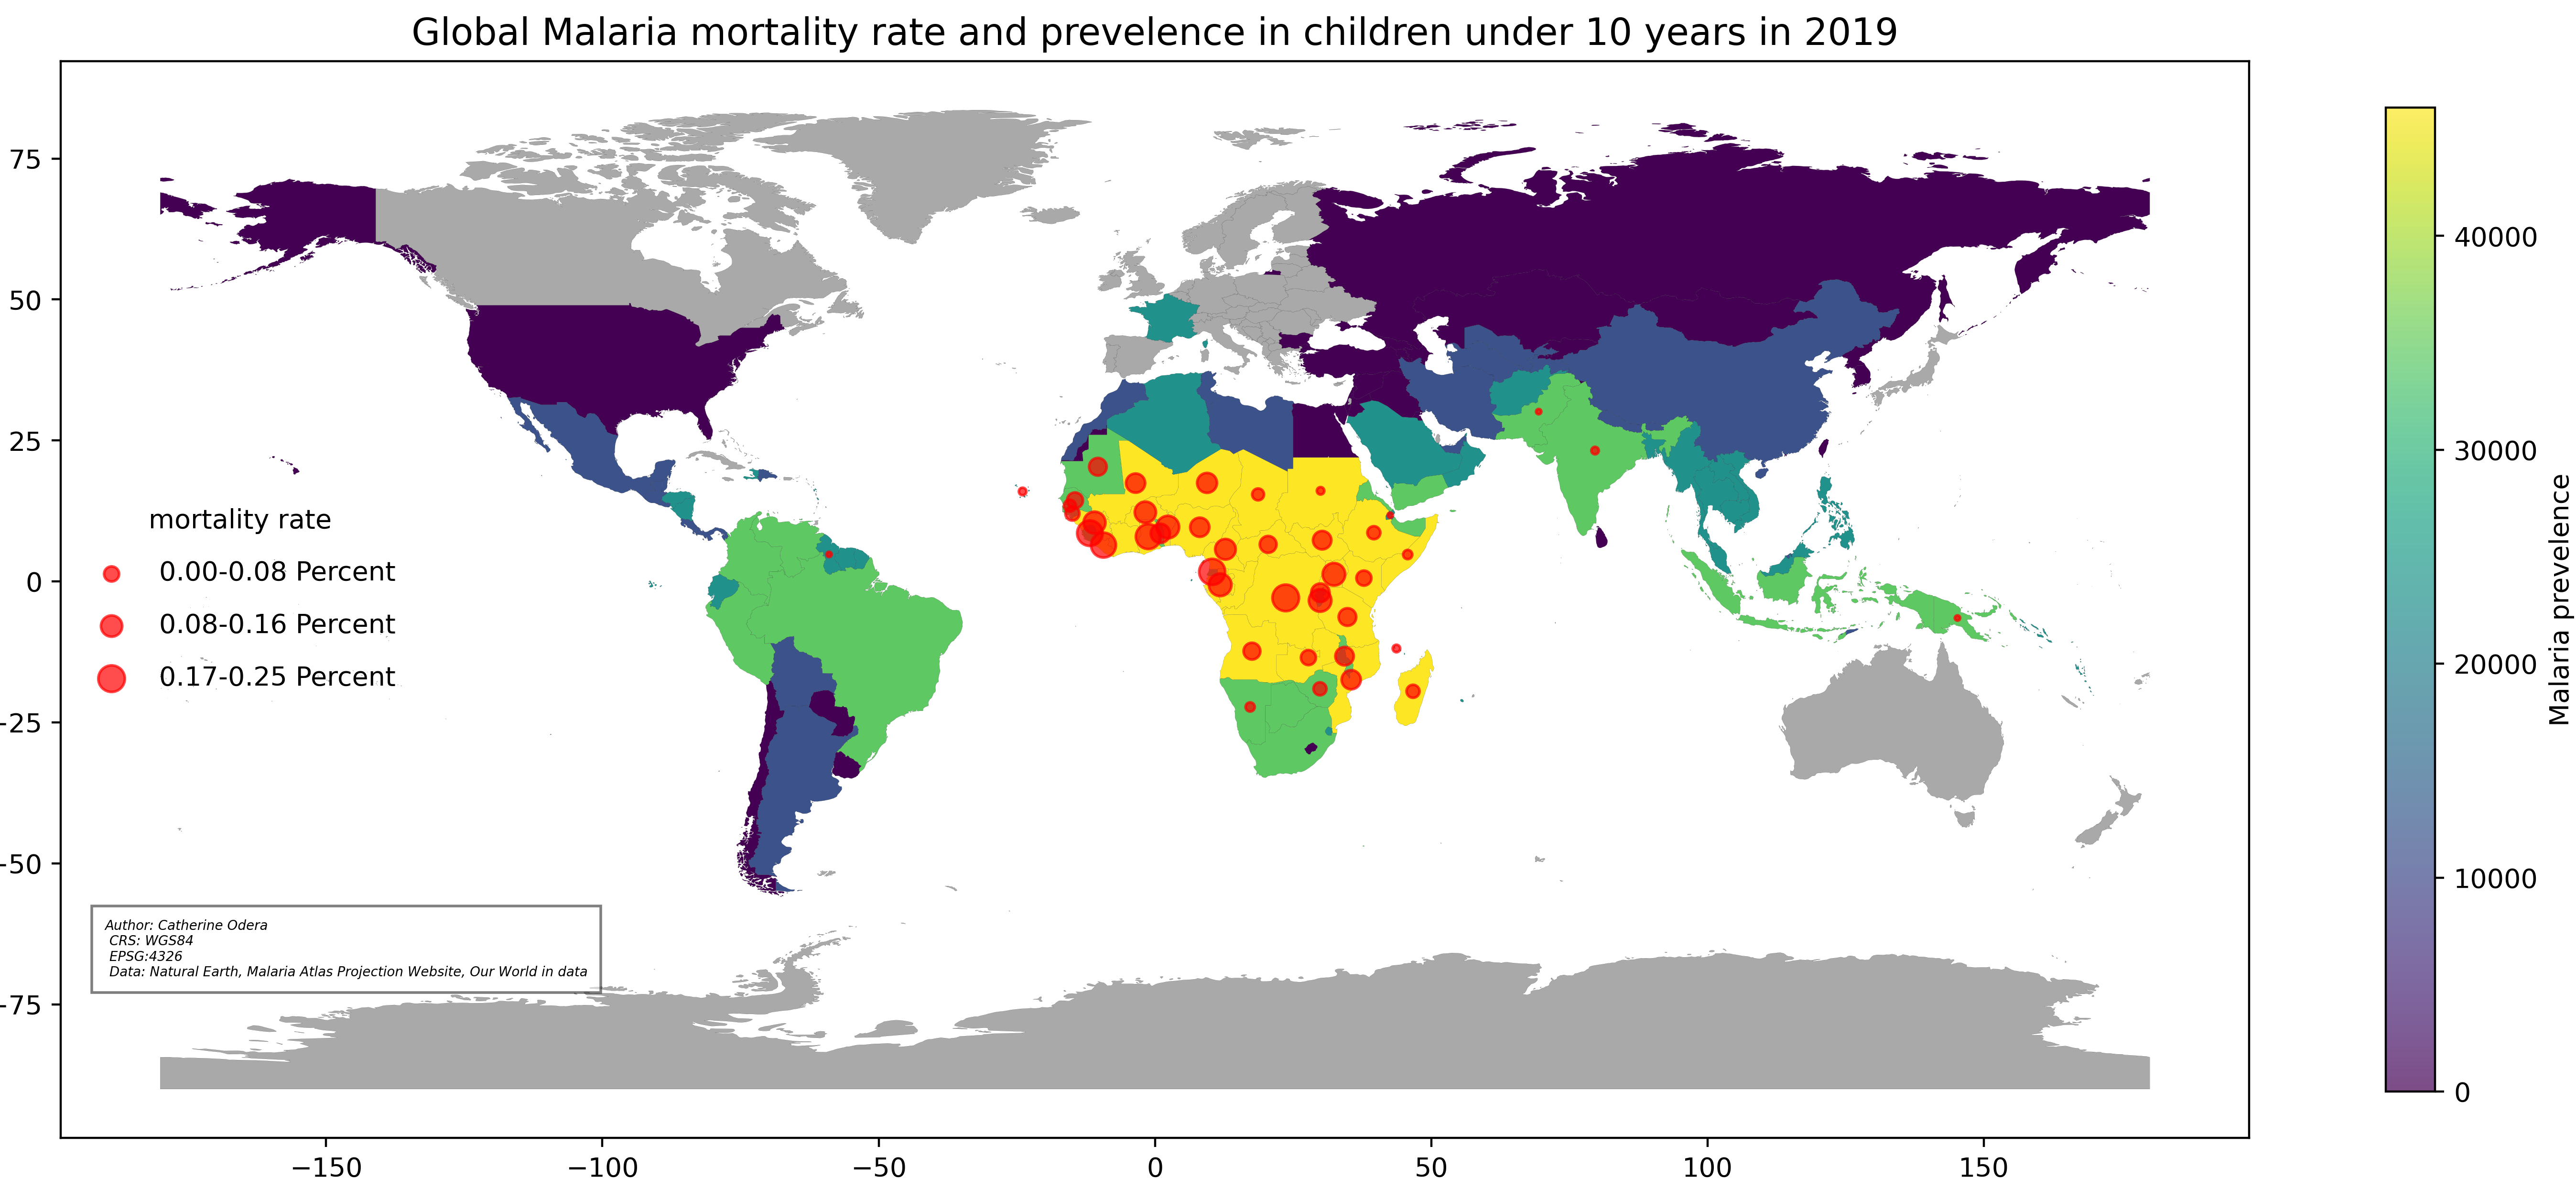 Global Malaria mortality rate and prevelence in children under 10 years in 2019
75
50
25
0
−25
−50
−75
−150
−100
−50
0
50
100
150
mortality rate
0.00-0.08 Percent
0.08-0.16 Percent
0.17-0.25 Percent
Author: Catherine Odera
CRS: WGS84
EPSG:4326
Data: Natural Earth, Malaria Atlas Projection Website, Our World in data
40000
30000
20000
10000
0
Malaria prevelence